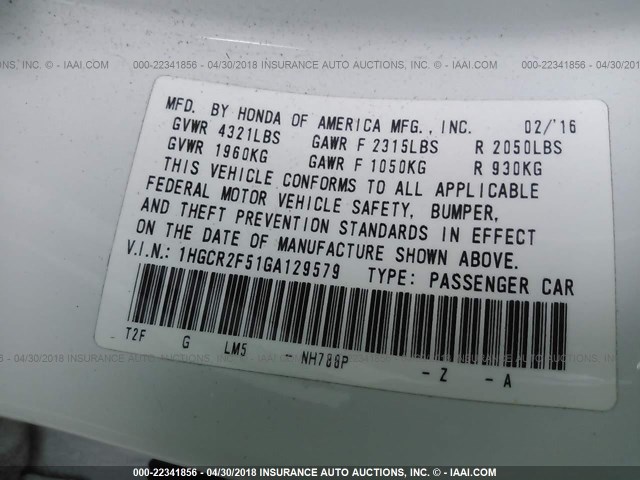 000-22341856 - 04/30/2018 INSURANCE AUTO AUCTIONS, INC. - IAAI.COM
MFD. BY HONDA OF AMERICA MFG., INC. 02/'16
GVWR 4321LBS GAWR F 2315LBS R 2050LBS
GVWR 1960KG GAWR F 1050KG R 930KG
THIS VEHICLE CONFORMS TO ALL APPLICABLE
FEDERAL MOTOR VEHICLE SAFETY, BUMPER,
AND THEFT PREVENTION STANDARDS IN EFFECT
ON THE DATE OF MANUFACTURE SHOWN ABOVE.
V.I.N.: 1HGCR2F51GA129579 TYPE: PASSENGER CAR
T2F G LM5 - NH788P - Z - A
000-22341856 - 04/30/2018 INSURANCE AUTO AUCTIONS, INC. - IAAI.COM
000-22341856 - 04/30/2018 INSURANCE AUTO AUCTIONS, INC. - IAAI.COM